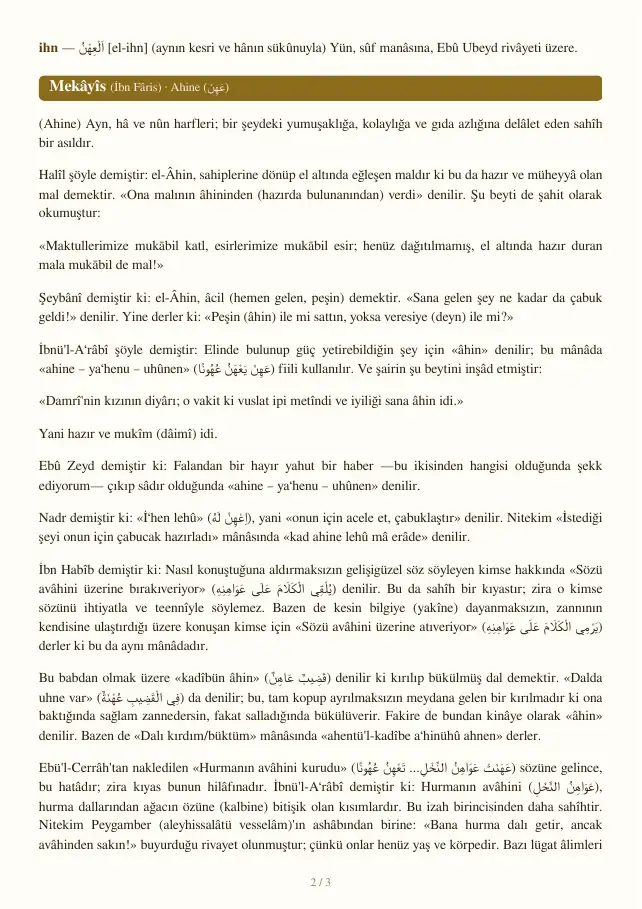 ihn — اَلْعِهْنُ [el-ihn] (aynın kesri ve hânın sükûnuyla) Yün, sûf manâsına, Ebû Ubeyd rivâyeti üzere.
Mekâyîs (İbn Fâris) · Ahine (عَهِنَ)
(Ahine) Ayn, hâ ve nûn harfleri; bir şeydeki yumuşaklığa, kolaylığa ve gıda azlığına delâlet eden sahîh
bir asıldır.
Halîl şöyle demiştir: el-Âhin, sahiplerine dönüp el altında eğleşen maldır ki bu da hazır ve müheyyâ olan
mal demektir. «Ona malının âhininden (hazırda bulunanından) verdi» denilir. Şu beyti de şahit olarak
okumuştur:
«Maktullerimize mukābil katl, esirlerimize mukābil esir; henüz dağıtılmamış, el altında hazır duran
mala mukābil de mal!»
Şeybânî demiştir ki: el-Âhin, âcil (hemen gelen, peşin) demektir. «Sana gelen şey ne kadar da çabuk
geldi!» denilir. Yine derler ki: «Peşin (âhin) ile mi sattın, yoksa veresiye (deyn) ile mi?»
İbnü'l-A‘râbî şöyle demiştir: Elinde bulunup güç yetirebildiğin şey için «âhin» denilir; bu mânâda
«ahine – ya‘henu – uhûnen» (عَهِنَ يَعْهَنُ عُهُونًا) fiili kullanılır. Ve şairin şu beytini inşâd etmiştir:
«Damrî'nin kızının diyârı; o vakit ki vuslat ipi metîndi ve iyiliği sana âhin idi.»
Yani hazır ve mukîm (dâimî) idi.
Ebû Zeyd demiştir ki: Falandan bir hayır yahut bir haber —bu ikisinden hangisi olduğunda şekk
ediyorum— çıkıp sâdır olduğunda «ahine – ya‘henu – uhûnen» denilir.
Nadr demiştir ki: «İ‘hen lehû» (اِعْهِنْ لَهُ), yani «onun için acele et, çabuklaştır» denilir. Nitekim «İstediği
şeyi onun için çabucak hazırladı» mânâsında «kad ahine lehû mâ erâde» denilir.
İbn Habîb demiştir ki: Nasıl konuştuğuna aldırmaksızın gelişigüzel söz söyleyen kimse hakkında «Sözü
avâhini üzerine bırakıveriyor» (يُلْقِي الْكَلَامَ عَلَى عَوَاهِنِهِ) denilir. Bu da sahîh bir kıyastır; zira o kimse
sözünü ihtiyatla ve teennîyle söylemez. Bazen de kesin bilgiye (yakîne) dayanmaksızın, zannının
kendisine ulaştırdığı üzere konuşan kimse için «Sözü avâhini üzerine atıveriyor» (يَرْمِي الْكَلَامَ عَلَى عَوَاهِنِهِ)
derler ki bu da aynı mânâdadır.
Bu babdan olmak üzere «kadîbün âhin» (قَضِيبٌ عَاهِنٌ) denilir ki kırılıp bükülmüş dal demektir. «Dalda
uhne var» (فِي الْقَضِيبِ عُهْنَةٌ) da denilir; bu, tam kopup ayrılmaksızın meydana gelen bir kırılmadır ki ona
baktığında sağlam zannedersin, fakat salladığında bükülüverir. Fakire de bundan kinâye olarak «âhin»
denilir. Bazen de «Dalı kırdım/büktüm» mânâsında «ahentü'l-kadîbe a‘hinühû ahnen» derler.
Ebü'l-Cerrâh'tan nakledilen «Hurmanın avâhini kurudu» (عَهَنَتْ عَوَاهِنُ النَّخْلِ... تَعْهَنُ عُهُونًا) sözüne gelince,
bu hatâdır; zira kıyas bunun hilâfınadır. İbnü'l-A‘râbî demiştir ki: Hurmanın avâhini (عَوَاهِنُ النَّخْلِ),
hurma dallarından ağacın özüne (kalbine) bitişik olan kısımlardır. Bu izah birincisinden daha sahîhtir.
Nitekim Peygamber (aleyhissalâtü vesselâm)'ın ashâbından birine: «Bana hurma dalı getir, ancak
avâhinden sakın!» buyurduğu rivayet olunmuştur; çünkü onlar henüz yaş ve körpedir. Bazı lügat âlimleri
2 / 3